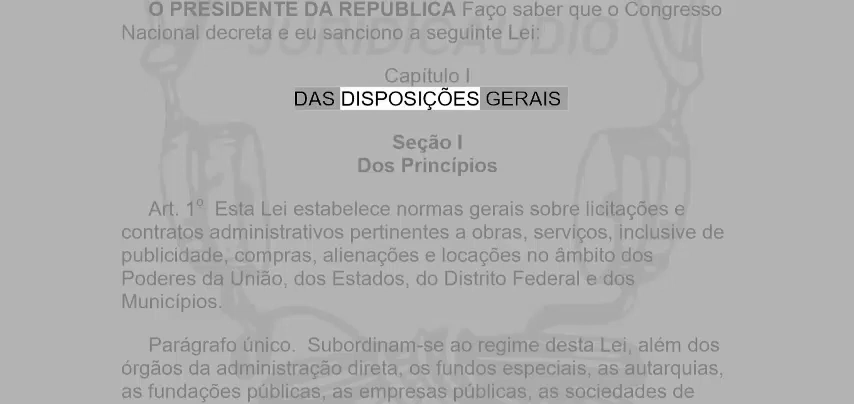 O PRESIDENTE DA REPÚBLICA Faço saber que o Congresso
Nacional decreta e eu sanciono a seguinte Lei:
JURIDICAUDIO
Capítulo I
DAS DISPOSIÇÕES GERAIS
Seção I
Dos Princípios
Art. 1º Esta Lei estabelece normas gerais sobre licitações e
contratos administrativos pertinentes a obras, serviços, inclusive de
publicidade, compras, alienações e locações no âmbito dos
Poderes da União, dos Estados, do Distrito Federal e dos
Municípios.
Parágrafo único. Subordinam-se ao regime desta Lei, além dos
órgãos da administração direta, os fundos especiais, as autarquias,
as fundações públicas, as empresas públicas, as sociedades de